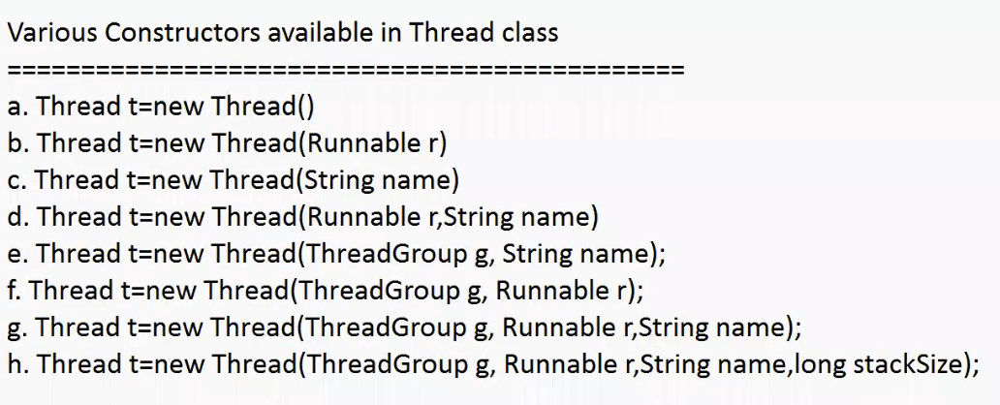 Various Constructors available in Thread class
==============================================
a. Thread t=new Thread()
b. Thread t=new Thread(Runnable r)
c. Thread t=new Thread(String name)
d. Thread t=new Thread(Runnable r,String name)
e. Thread t=new Thread(ThreadGroup g, String name);
f. Thread t=new Thread(ThreadGroup g, Runnable r);
g. Thread t=new Thread(ThreadGroup g, Runnable r,String name);
h. Thread t=new Thread(ThreadGroup g, Runnable r,String name,long stackSize);